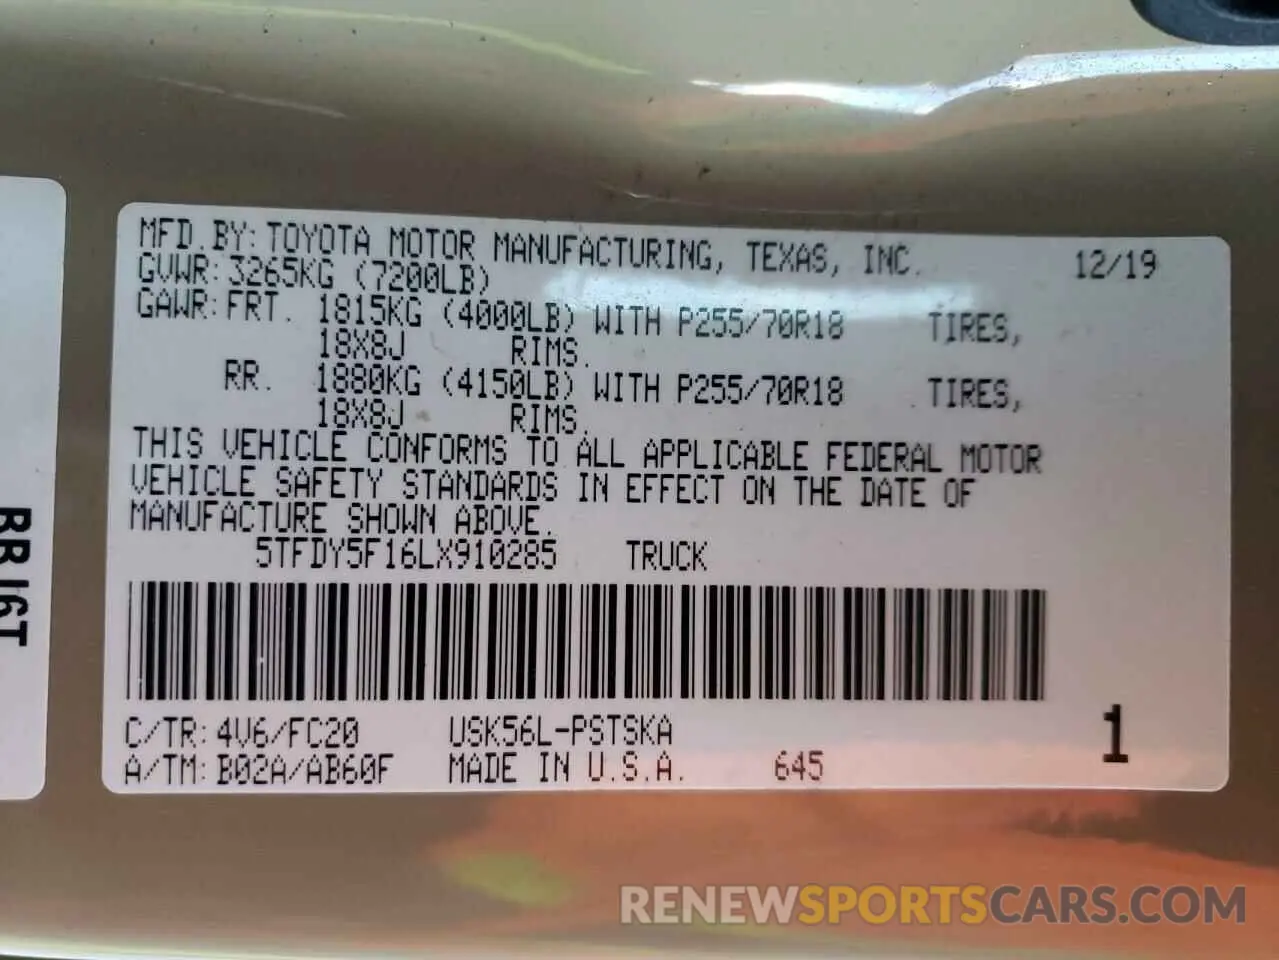 MFD. BY: TOYOTA MOTOR MANUFACTURING, TEXAS, INC. 12/19
GVWR: 3265KG (7200LB)
GAWR: FRT. 1815KG (4000LB) WITH P255/70R18 TIRES,
18X8J RIMS.
RR. 1880KG (4150LB) WITH P255/70R18 TIRES,
18X8J RIMS.
THIS VEHICLE CONFORMS TO ALL APPLICABLE FEDERAL MOTOR
VEHICLE SAFETY STANDARDS IN EFFECT ON THE DATE OF
MANUFACTURE SHOWN ABOVE.
5TFDY5F16LX910285 TRUCK
C/TR: 4V6/FC20 USK56L-PSTSKA
A/TM: B02A/AB60F MADE IN U.S.A. 645
1
RENEWSPORTSCARS.COM